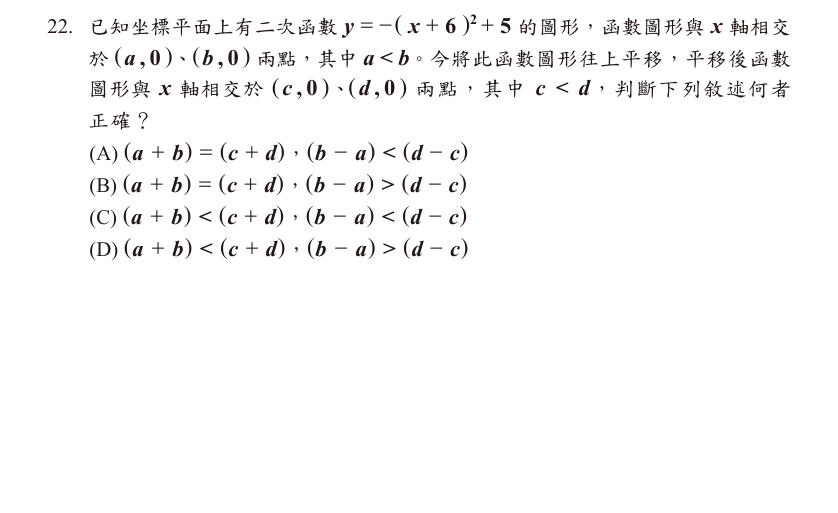 22. 已知坐標平面上有二次函數 y = −( x + 6 )² + 5 的圖形，函數圖形與 x 軸相交
於 (a , 0)、(b , 0) 兩點，其中 a < b。今將此函數圖形往上平移，平移後函數
圖形與 x 軸相交於 (c , 0)、(d , 0) 兩點，其中 c < d，判斷下列敘述何者
正確？
(A) (a + b) = (c + d)，(b − a) < (d − c)
(B) (a + b) = (c + d)，(b − a) > (d − c)
(C) (a + b) < (c + d)，(b − a) < (d − c)
(D) (a + b) < (c + d)，(b − a) > (d − c)